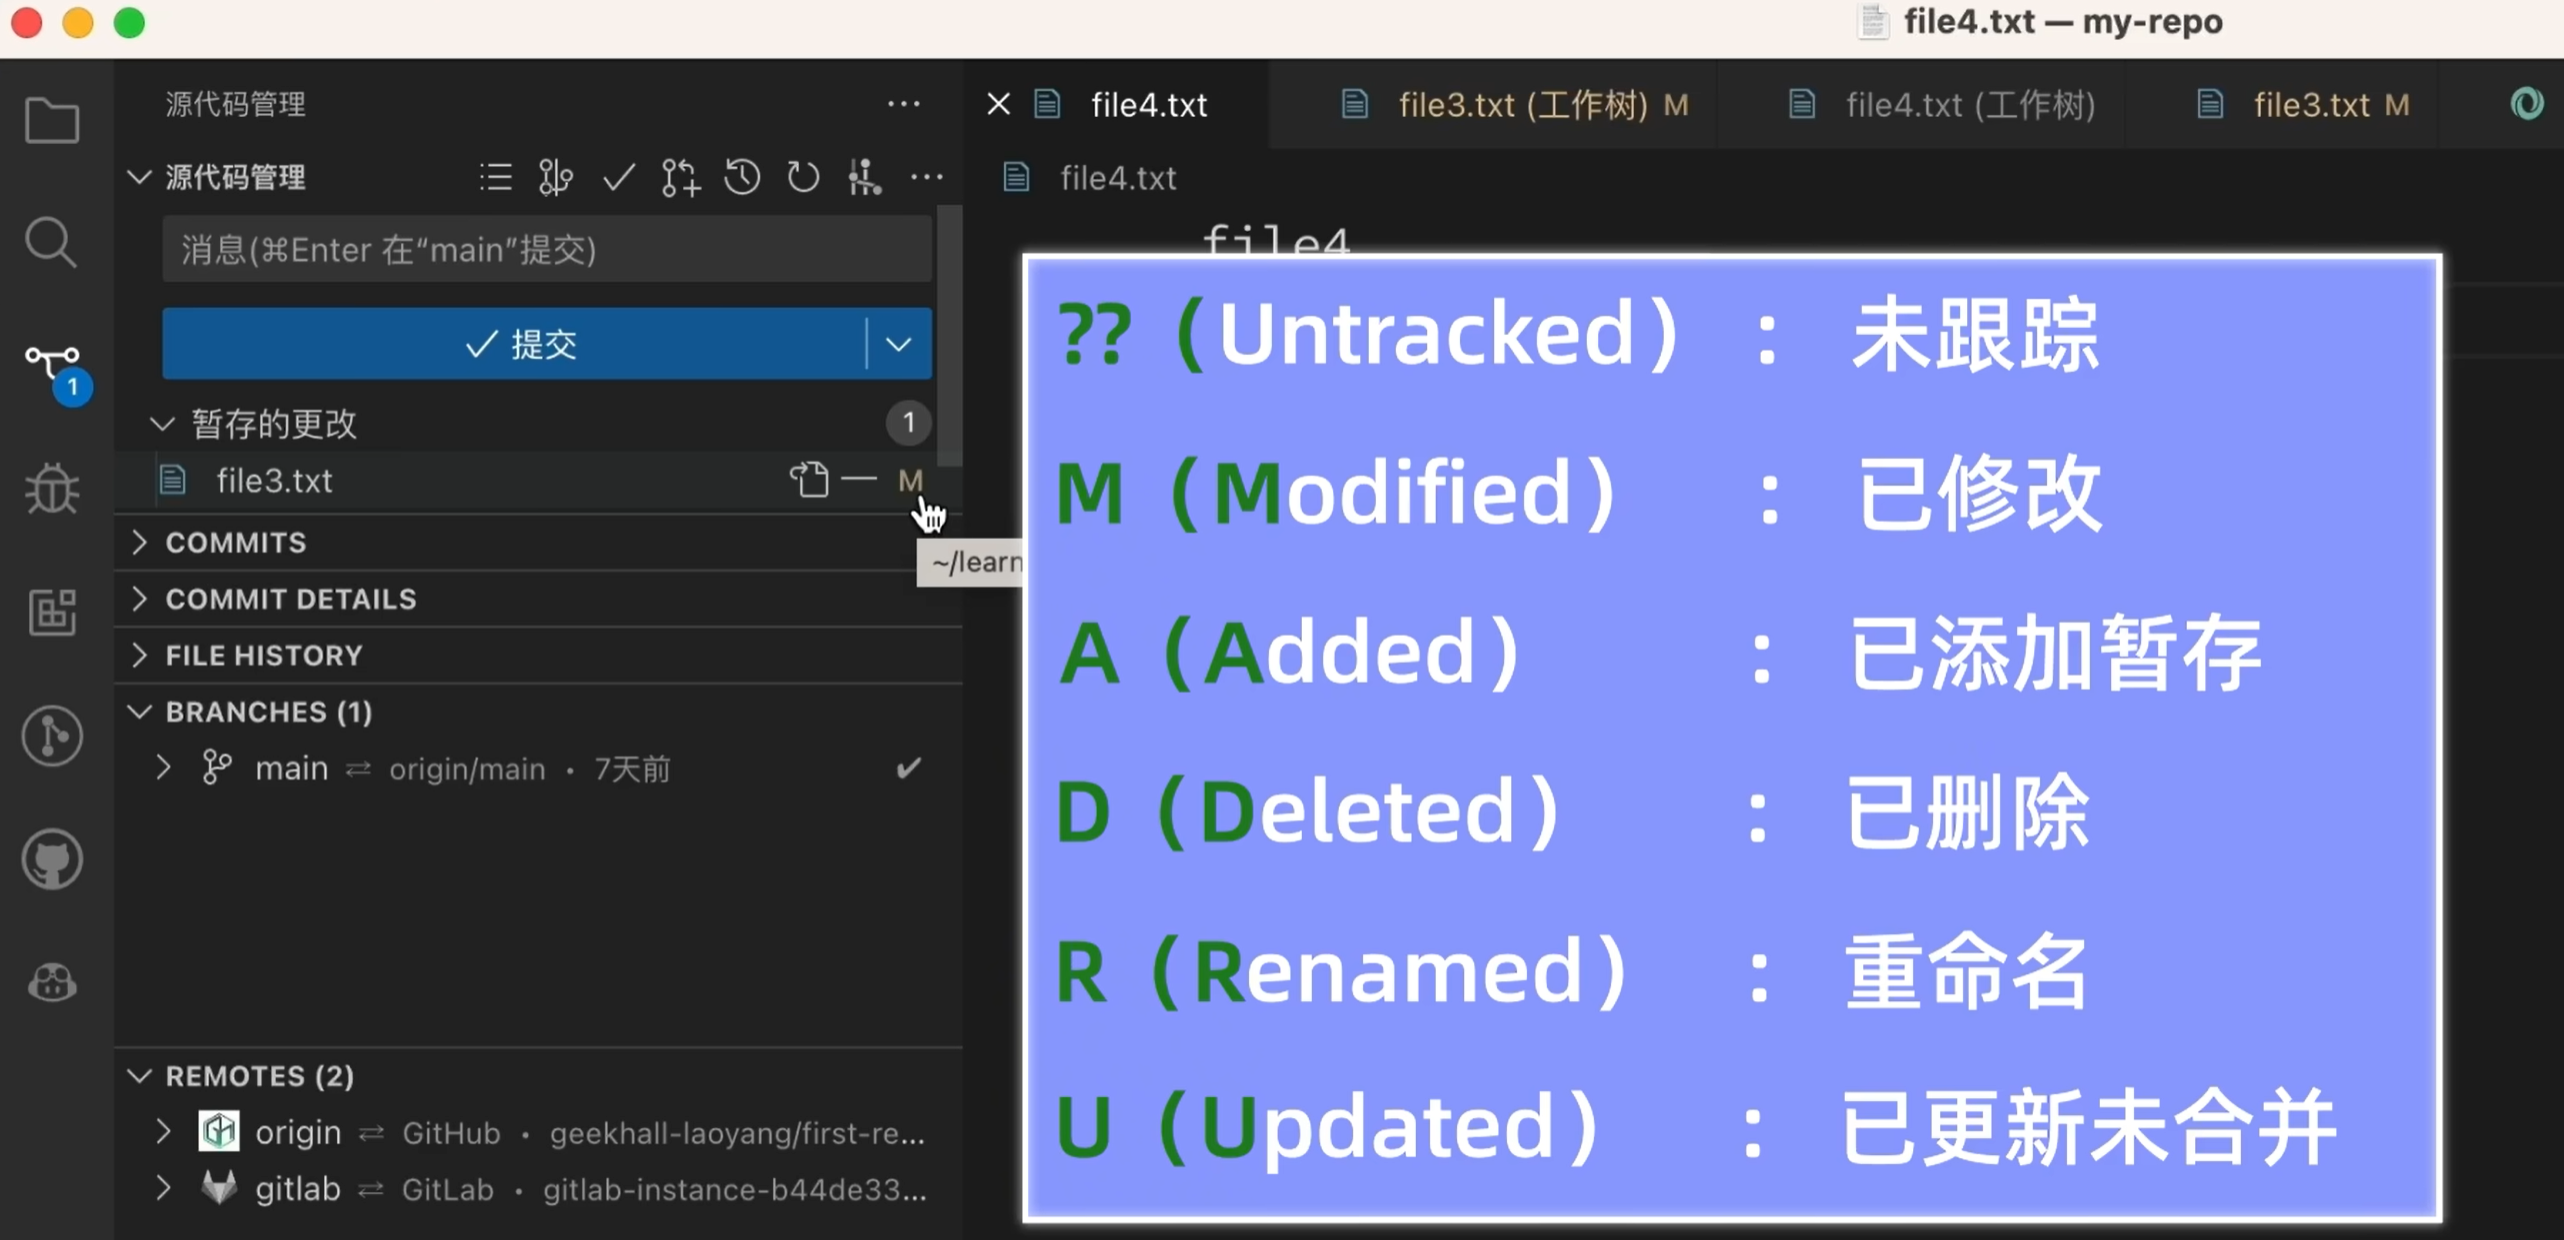 file4.txt — my-repo
源代码管理
file4.txt
file3.txt (工作树) M
file4.txt (工作树)
file3.txt M
源代码管理
file4.txt
消息(⌘Enter 在“main”提交)
file4
提交
1
暂存的更改 1
file3.txt M
~/learn
COMMITS
COMMIT DETAILS
FILE HISTORY
BRANCHES (1)
main ⇄ origin/main • 7天前
REMOTES (2)
origin ⇄ GitHub • geekhall-laoyang/first-re...
gitlab ⇄ GitLab • gitlab-instance-b44de33...
??（Untracked）： 未跟踪
M（Modified）： 已修改
A（Added）： 已添加暂存
D（Deleted）： 已删除
R（Renamed）： 重命名
U（Updated）： 已更新未合并